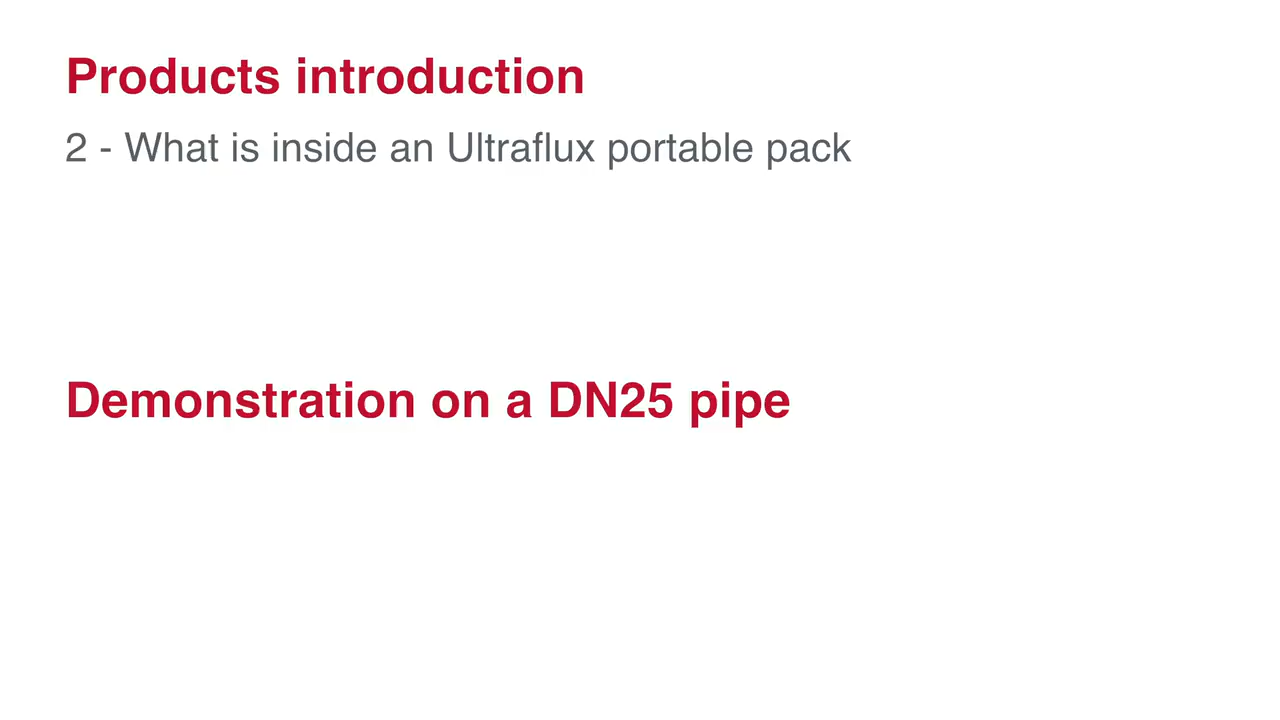 Products introduction
2 - What is inside an Ultraflux portable pack
Demonstration on a DN25 pipe